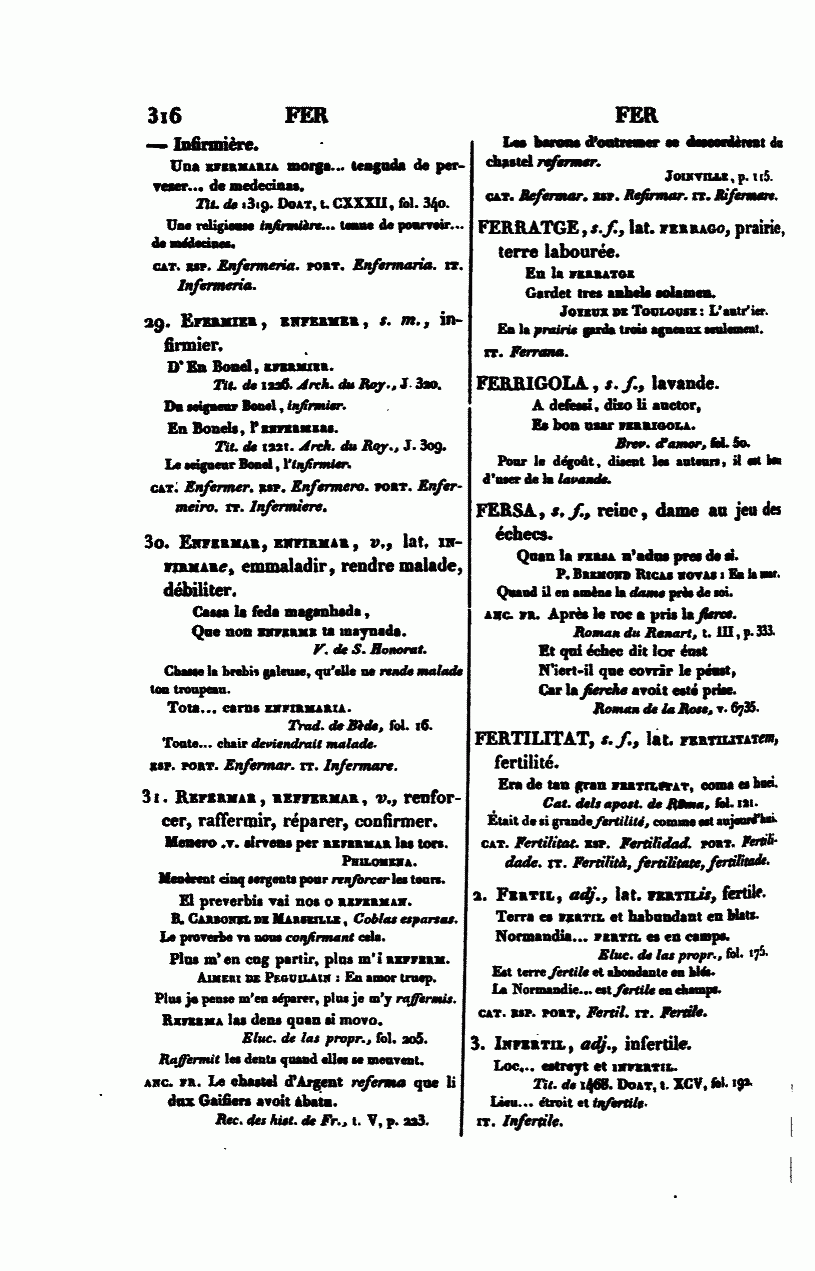 316 FER FER
— Infirmière.
Una efermaria morga... tenguda de per-
vezer... de medecinas.
Tit. de 1319. Doat, t. CXXXII, fol. 340.
Une religieuse infirmière... tenue de pourvoir...
de médecines.
cat. esp. Enfermeria. port. Enfermaria. it.
Infermeria.
29. Efermier, enfermer, s. m., in-
firmier.
D'En Bonel, efermier.
Tit. de 1226. Arch. du Roy., J. 320.
Du seigneur Bonel, infirmier.
En Bonels, l'enfermers.
Tit. de 1221. Arch. du Roy., J. 309.
Le seigneur Bonel, l'infirmier.
cat. Enfermer. esp. Enfermero. port. Enfer-
meiro. it. Infermiere.
30. Enfermar, enfirmar, v., lat. in-
firmare, emmaladir, rendre malade,
débiliter.
Cassa la feda maganhada,
Que non enferme ta maynada.
V. de S. Honorat.
Chasse la brebis galeuse, qu'elle ne rende malade
ton troupeau.
Tota... carns enfirmaria.
Trad. de Bède, fol. 16.
Toute... chair deviendrait malade.
esp. port. Enfermar. it. Infermare.
31. Refermar, reffermar, v., renfor-
cer, raffermir, réparer, confirmer.
Menero .v. sirvens per refermar las tors.
Philomena.
Menèrent cinq sergents pour renforcer les tours.
El preverbis vai nos o referman.
B. Carbonel de Marseille, Coblas esparsas.
Le proverbe va nous confirmant cela.
Plus m'en cug partir, plus m'i refferm.
Aimeri de Peguilain : En amor truep.
Plus je pense m'en séparer, plus je m'y raffermis.
Referma las dens quan si movo.
Eluc. de las propr., fol. 205.
Raffermit les dents quand elles se meuvent.
anc. fr. Le chastel d'Argent referma que li
dux Gaifiers avoit abatu.
Rec. des hist. de Fr., t. V, p. 223.
Les barons d'outremer se descordèrent du
chastel refermer.
Joinville, p. 115.
cat. Refermar. esp. Refirmar. it. Rifermare.
FERRATGE, s. f., lat. ferrago, prairie,
terre labourée.
En la ferratge
Gardet tres anhels solamen.
Joyeux de Toulouse : L'autr'ier.
En la prairie garda trois agneaux seulement.
it. Ferrana.
FERRIGOLA, s. f., lavande.
A defessi, dizo li auctor,
Es bon usar ferrigola.
Brev. d'amor, fol. 50.
Pour le dégoût, disent les auteurs, il est bon
d'user de la lavande.
FERSA, s. f., reine, dame au jeu des
échecs.
Quan la fersa n'adus pres de si.
P. Bremond Ricas novas : En la mar.
Quand il en amène la dame près de soi.
anc. fr. Après le roc a pris la fierce.
Roman du Renart, t. III, p. 333.
Et qui échec dit lor éust
N'iert-il que covrir le péust,
Car la fierche avoit esté prise.
Roman de la Rose, v. 6735.
FERTILITAT, s. f., lat. fertilitatem,
fertilité.
Era de tan gran fertilitat, coma es huei.
Cat. dels apost. de Roma, fol. 121.
Était de si grande fertilité, comme est aujourd'hui.
cat. Fertilitat. esp. Fertilidad. port. Fertili-
dade. it. Fertilità, fertilitate, fertilitade.
2. Fertil, adj., lat. fertilis, fertile.
Terra es fertil et habundant en blats.
Normandia... fertil es en camps.
Eluc. de las propr., fol. 175.
Est terre fertile et abondante en blés.
La Normandie... est fertile en champs.
cat. esp. port. Fertil. it. Fertile.
3. Infertil, adj., infertile.
Loc... estreyt et infertil.
Tit. de 1468. Doat, t. XCV, fol. 192.
Lieu... étroit et infertile.
it. Infertile.